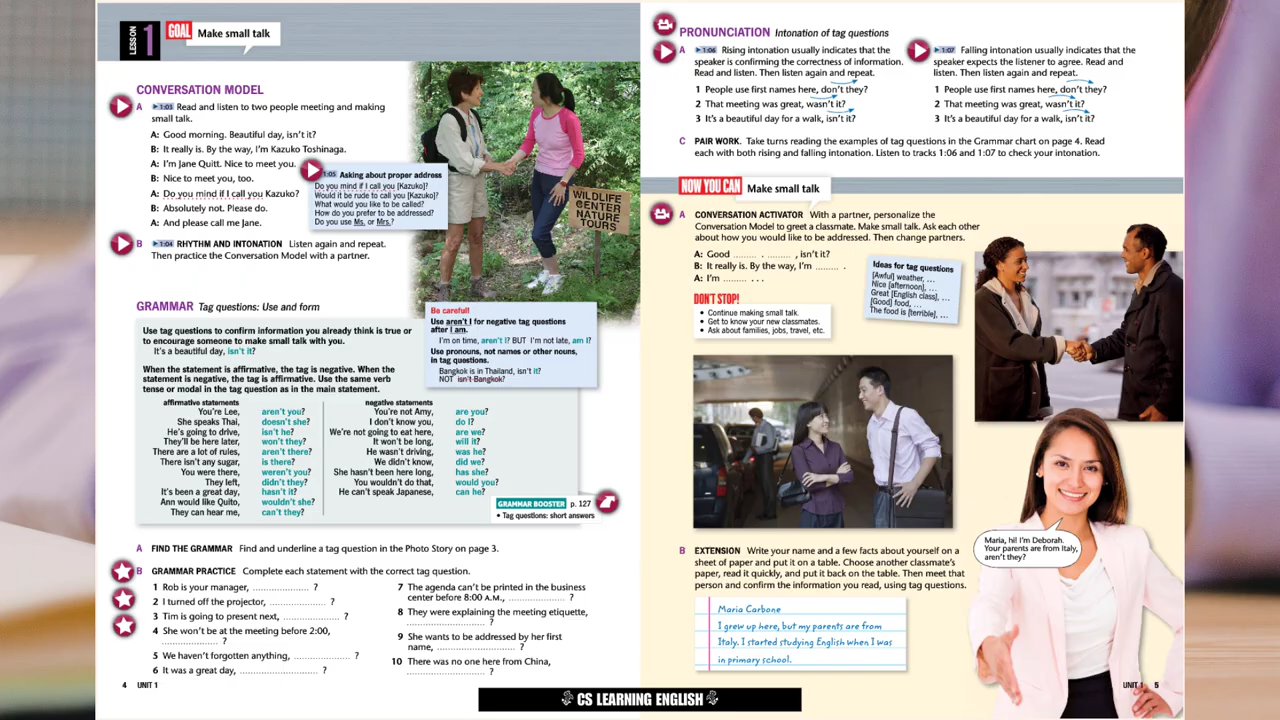 LESSON 1
GOAL Make small talk
CONVERSATION MODEL
A 1:03 Read and listen to two people meeting and making
small talk.
A: Good morning. Beautiful day, isn't it?
B: It really is. By the way, I'm Kazuko Toshinaga.
A: I'm Jane Quitt. Nice to meet you.
B: Nice to meet you, too.
A: Do you mind if I call you Kazuko?
B: Absolutely not. Please do.
A: And please call me Jane.
1:05 Asking about proper address
Do you mind if I call you [Kazuko]?
Would it be rude to call you [Kazuko]?
What would you like to be called?
How do you prefer to be addressed?
Do you use Ms. or Mrs.?
B 1:04 RHYTHM AND INTONATION Listen again and repeat.
Then practice the Conversation Model with a partner.
WILDLIFE
CENTER
NATURE
TOURS
GRAMMAR Tag questions: Use and form
Use tag questions to confirm information you already think is true or
to encourage someone to make small talk with you.
It's a beautiful day, isn't it?
When the statement is affirmative, the tag is negative. When the
statement is negative, the tag is affirmative. Use the same verb
tense or modal in the tag question as in the main statement.
affirmative statements
You're Lee, aren't you?
She speaks Thai, doesn't she?
He's going to drive, isn't he?
They'll be here later, won't they?
There are a lot of rules, aren't there?
There isn't any sugar, is there?
You were there, weren't you?
They left, didn't they?
It's been a great day, hasn't it?
Ann would like Quito, wouldn't she?
They can hear me, can't they?
negative statements
You're not Amy, are you?
I don't know you, do I?
We're not going to eat here, are we?
It won't be long, will it?
He wasn't driving, was he?
We didn't know, did we?
She hasn't been here long, has she?
You wouldn't do that, would you?
He can't speak Japanese, can he?
Be careful!
Use aren't I for negative tag questions
after I am.
I'm on time, aren't I? BUT I'm not late, am I?
Use pronouns, not names or other nouns,
in tag questions.
Bangkok is in Thailand, isn't it?
NOT isn't Bangkok?
GRAMMAR BOOSTER p. 127
• Tag questions: short answers
A FIND THE GRAMMAR Find and underline a tag question in the Photo Story on page 3.
B GRAMMAR PRACTICE Complete each statement with the correct tag question.
1 Rob is your manager, .................... ?
2 I turned off the projector, .................... ?
3 Tim is going to present next, .................... ?
4 She won't be at the meeting before 2:00,
.................... ?
5 We haven't forgotten anything, .................... ?
6 It was a great day, .................... ?
7 The agenda can't be printed in the business
center before 8:00 A.M., .................... ?
8 They were explaining the meeting etiquette,
.................... ?
9 She wants to be addressed by her first
name, .................... ?
10 There was no one here from China,
.................... ?
4 UNIT 1
PRONUNCIATION Intonation of tag questions
A 1:06 Rising intonation usually indicates that the
speaker is confirming the correctness of information.
Read and listen. Then listen again and repeat.
1 People use first names here, don't they?
2 That meeting was great, wasn't it?
3 It's a beautiful day for a walk, isn't it?
1:07 Falling intonation usually indicates that the
speaker expects the listener to agree. Read and
listen. Then listen again and repeat.
1 People use first names here, don't they?
2 That meeting was great, wasn't it?
3 It's a beautiful day for a walk, isn't it?
C PAIR WORK. Take turns reading the examples of tag questions in the Grammar chart on page 4. Read
each with both rising and falling intonation. Listen to tracks 1:06 and 1:07 to check your intonation.
NOW YOU CAN Make small talk
A CONVERSATION ACTIVATOR With a partner, personalize the
Conversation Model to greet a classmate. Make small talk. Ask each other
about how you would like to be addressed. Then change partners.
A: Good ......... . ......... , isn't it?
B: It really is. By the way, I'm ......... .
A: I'm ......... . . .
DON'T STOP!
• Continue making small talk.
• Get to know your new classmates.
• Ask about families, jobs, travel, etc.
Ideas for tag questions
[Awful] weather, ...
Nice [afternoon], ...
Great [English class], ...
[Good] food, ...
The food is [terrible], ...
B EXTENSION Write your name and a few facts about yourself on a
sheet of paper and put it on a table. Choose another classmate's
paper, read it quickly, and put it back on the table. Then meet that
person and confirm the information you read, using tag questions.
Maria Carbone
I grew up here, but my parents are from
Italy. I started studying English when I was
in primary school.
Maria, hi! I'm Deborah.
Your parents are from Italy,
aren't they?
UNIT 1 5
CS LEARNING ENGLISH